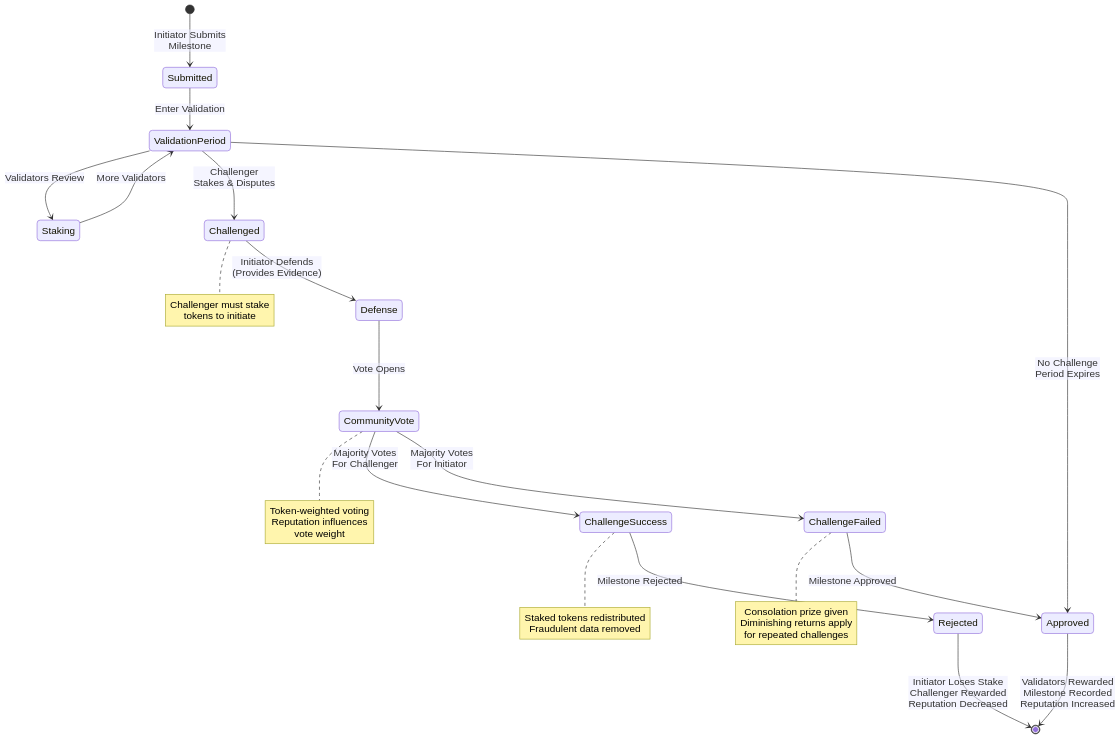 Initiator Submits
Milestone
Submitted
Enter Validation
ValidationPeriod
Validators Review
More Validators
Challenger
Stakes & Disputes
Staking
Challenged
Initiator Defends
(Provides Evidence)
Challenger must stake
tokens to initiate
Defense
Vote Opens
No Challenge
Period Expires
CommunityVote
Majority Votes
For Challenger
Majority Votes
For Initiator
Token-weighted voting
Reputation influences
vote weight
ChallengeSuccess
ChallengeFailed
Milestone Rejected
Milestone Approved
Staked tokens redistributed
Fraudulent data removed
Consolation prize given
Diminishing returns apply
for repeated challenges
Rejected
Approved
Initiator Loses Stake
Challenger Rewarded
Reputation Decreased
Validators Rewarded
Milestone Recorded
Reputation Increased